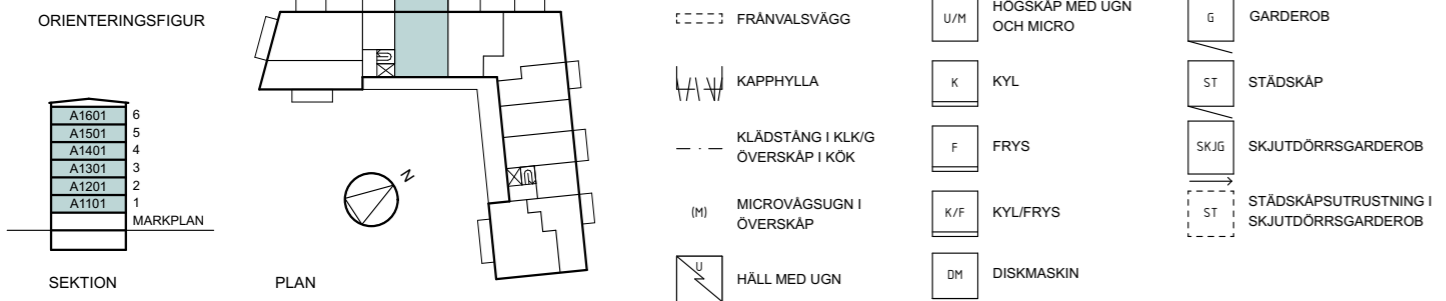 ORIENTERINGSFIGUR
A1601 6
A1501 5
A1401 4
A1301 3
A1201 2
A1101 1
MARKPLAN
SEKTION
N
PLAN
FRÅNVALSVÄGG
KAPPHYLLA
KLÄDSTÅNG I KLK/G
ÖVERSKÅP I KÖK
(M) MICROVÅGSUGN I
ÖVERSKÅP
U HÄLL MED UGN
U/M HÖGSKÅP MED UGN
OCH MICRO
K KYL
F FRYS
K/F KYL/FRYS
DM DISKMASKIN
G GARDEROB
ST STÄDSKÅP
SKJG SKJUTDÖRRSGARDEROB
ST STÄDSKÅPSUTRUSTNING I
SKJUTDÖRRSGARDEROB